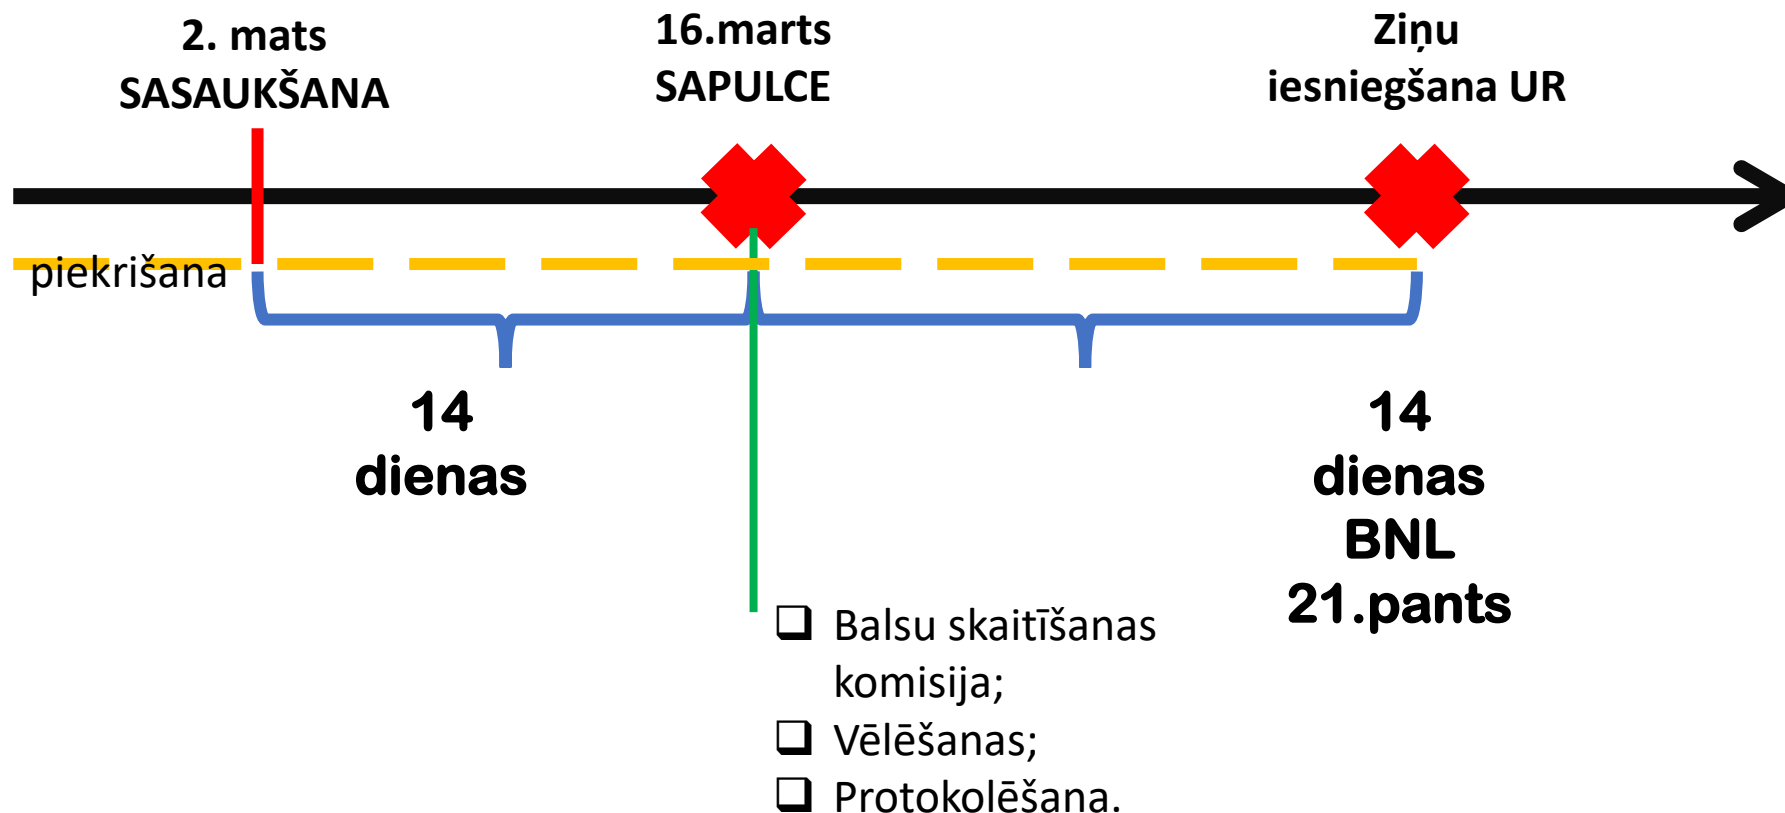 2. mats
SASAUKŠANA
16.marts
SAPULCE
Ziņu
iesniegšana UR
piekrišana
14
dienas
14
dienas
BNL
21.pants
❑ Balsu skaitīšanas
komisija;
❑ Vēlēšanas;
❑ Protokolēšana.